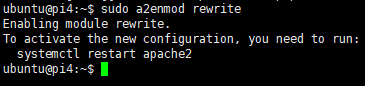 ubuntu@pi4:~$ sudo a2enmod rewrite
Enabling module rewrite.
To activate the new configuration, you need to run:
  systemctl restart apache2
ubuntu@pi4:~$